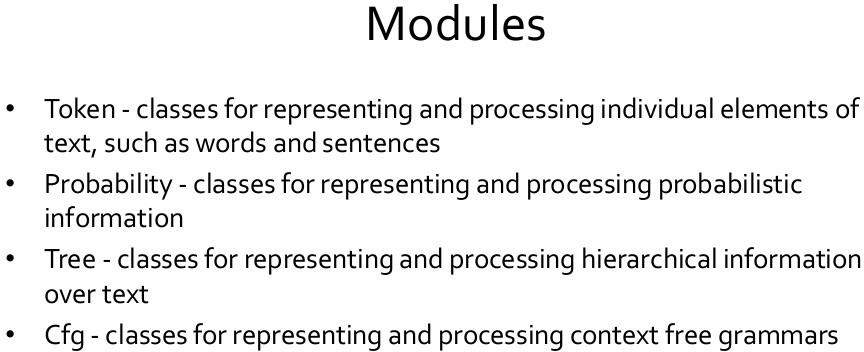 Modules
• Token - classes for representing and processing individual elements of
text, such as words and sentences
• Probability - classes for representing and processing probabilistic
information
• Tree - classes for representing and processing hierarchical information
over text
• Cfg - classes for representing and processing context free grammars